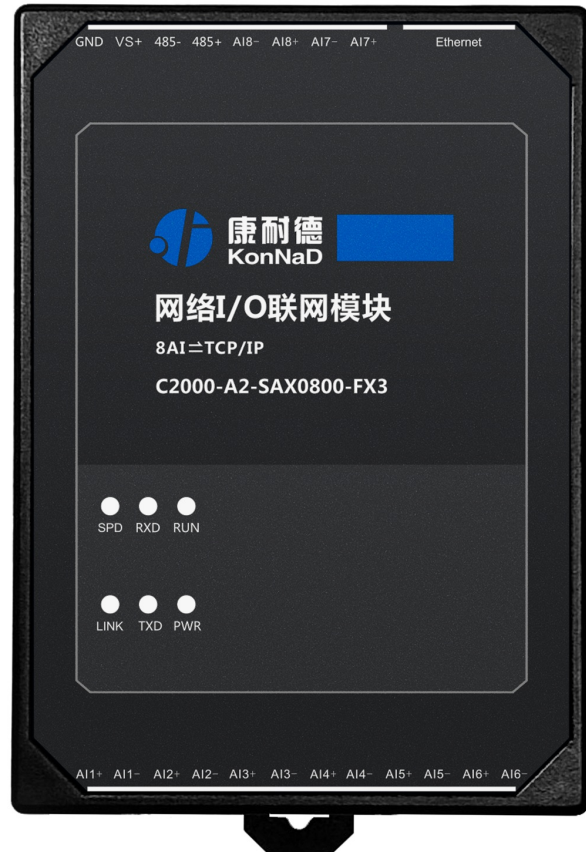 GND VS+ 485- 485+ AI8- AI8+ AI7- AI7+ Ethernet
康耐德
KonNaD
网络I/O联网模块
8AI⇌TCP/IP
C2000-A2-SAX0800-FX3
SPD RXD RUN
LINK TXD PWR
AI1+ AI1- AI2+ AI2- AI3+ AI3- AI4+ AI4- AI5+ AI5- AI6+ AI6-